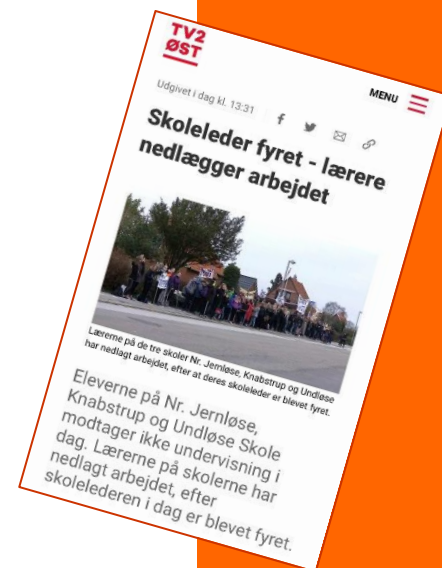 TV2
ØST
MENU
Udgivet i dag kl. 13:31
Skoleleder fyret - lærere
nedlægger arbejdet
Lærerne på de tre skoler Nr. Jernløse, Knabstrup og Undløse
har nedlagt arbejdet, efter at deres skoleleder er blevet fyret.
Eleverne på Nr. Jernløse,
Knabstrup og Undløse Skole
modtager ikke undervisning i
dag. Lærerne på skolerne har
nedlagt arbejdet, efter
skolelederen i dag er blevet fyret.